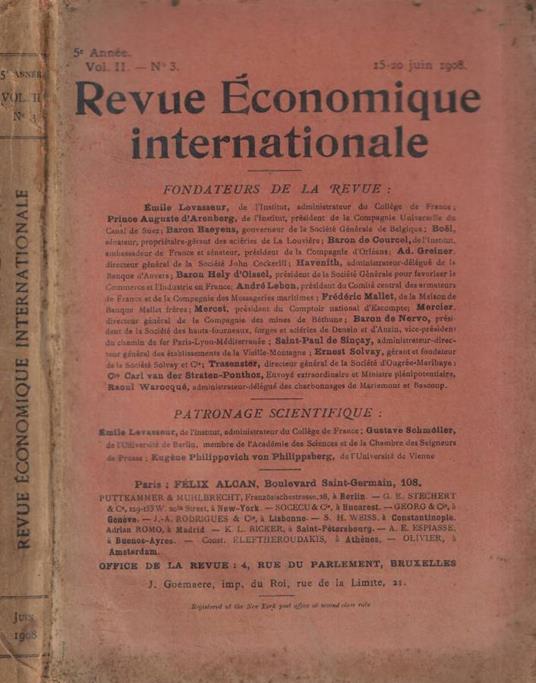 5e Année.
Vol. II. — No 3.
15-20 juin 1908.
Revue Économique
internationale
FONDATEURS DE LA REVUE :
Émile Levasseur, de l'Institut, administrateur du Collège de France ;
Prince Auguste d'Arenberg, de l'Institut, président de la Compagnie Universelle du
Canal de Suez ; Baron Baeyens, gouverneur de la Société Générale de Belgique ; Boël,
sénateur, propriétaire-gérant des aciéries de La Louvière ; Baron de Courcel, de l'Institut,
ambassadeur de France et sénateur, président de la Compagnie d'Orléans ; Ad. Greiner,
directeur général de la Société John Cockerill ; Havenith, administrateur-délégué de la
Banque d'Anvers ; Baron Hely d'Oissel, président de la Société Générale pour favoriser le
Commerce et l'Industrie en France ; André Lebon, président du Comité central des armateurs
de France et de la Compagnie des Messageries maritimes ; Frédéric Mallet, de la Maison de
Banque Mallet frères ; Mercet, président du Comptoir national d'Escompte ; Mercier,
directeur général de la Compagnie des mines de Béthune ; Baron de Nervo, prési-
dent de la Société des hauts-fourneaux, forges et aciéries de Denain et d'Anzin, vice-président
du chemin de fer Paris-Lyon-Méditerranée ; Saint-Paul de Sinçay, administrateur-direc-
teur général des établissements de la Vieille-Montagne ; Ernest Solvay, gérant et fondateur
de la Société Solvay et Cie ; Trasenster, directeur général de la Société d'Ougrée-Marihaye ;
Cte Carl van der Straten-Ponthoz, Envoyé extraordinaire et Ministre plénipotentiaire,
Raoul Warocqué, administrateur-délégué des charbonnages de Mariemont et Bascoup.
PATRONAGE SCIENTIFIQUE :
Émile Levasseur, de l'Institut, administrateur du Collège de France ; Gustave Schmoller,
de l'Université de Berlin, membre de l'Académie des Sciences et de la Chambre des Seigneurs
de Prusse ; Eugène Philippovich von Philippsberg, de l'Université de Vienne
Paris : FÉLIX ALCAN, Boulevard Saint-Germain, 108.
PUTTKAMMER & MUHLBRECHT, Französischestrasse, 28, à Berlin. — G. E. STECHERT
& Co, 129-133 W. 20th Street, à New-York. — SOCECU & Co, à Bucarest. — GEORG & Co, à
Genève. — J.-A. RODRIGUES & Co, à Lisbonne. — S. H. WEISS, à Constantinople.
Adrian ROMO, à Madrid — K. L. RICKER, à Saint-Pétersbourg. — A. E. ESPIASSE,
à Buenos-Ayres. — Const. ELEFTHEROUDAKIS, à Athènes. — OLIVIER, à
Amsterdam.
OFFICE DE LA REVUE : 4, RUE DU PARLEMENT, BRUXELLES
J. Goemaere, imp. du Roi, rue de la Limite, 21.
Registered at the New York post office at second class rate
5e ANNÉE
VOL. II
No 3
REVUE ÉCONOMIQUE INTERNATIONALE
JUIN
1908